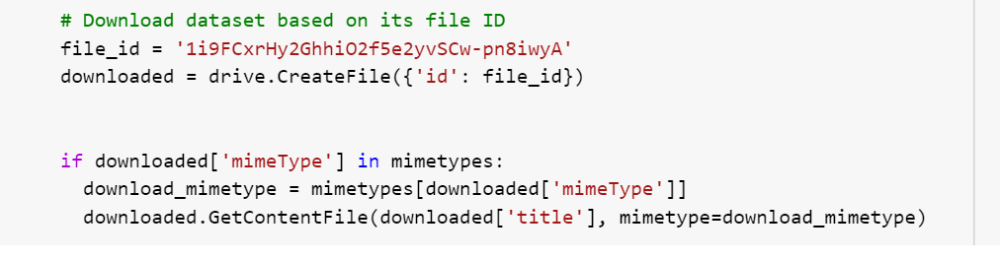 # Download dataset based on its file ID
file_id = '1i9FCxrHy2GhhiO2f5e2yvSCw-pn8iwyA'
downloaded = drive.CreateFile({'id': file_id})
if downloaded['mimeType'] in mimetypes:
download_mimetype = mimetypes[downloaded['mimeType']]
downloaded.GetContentFile(downloaded['title'], mimetype=download_mimetype)